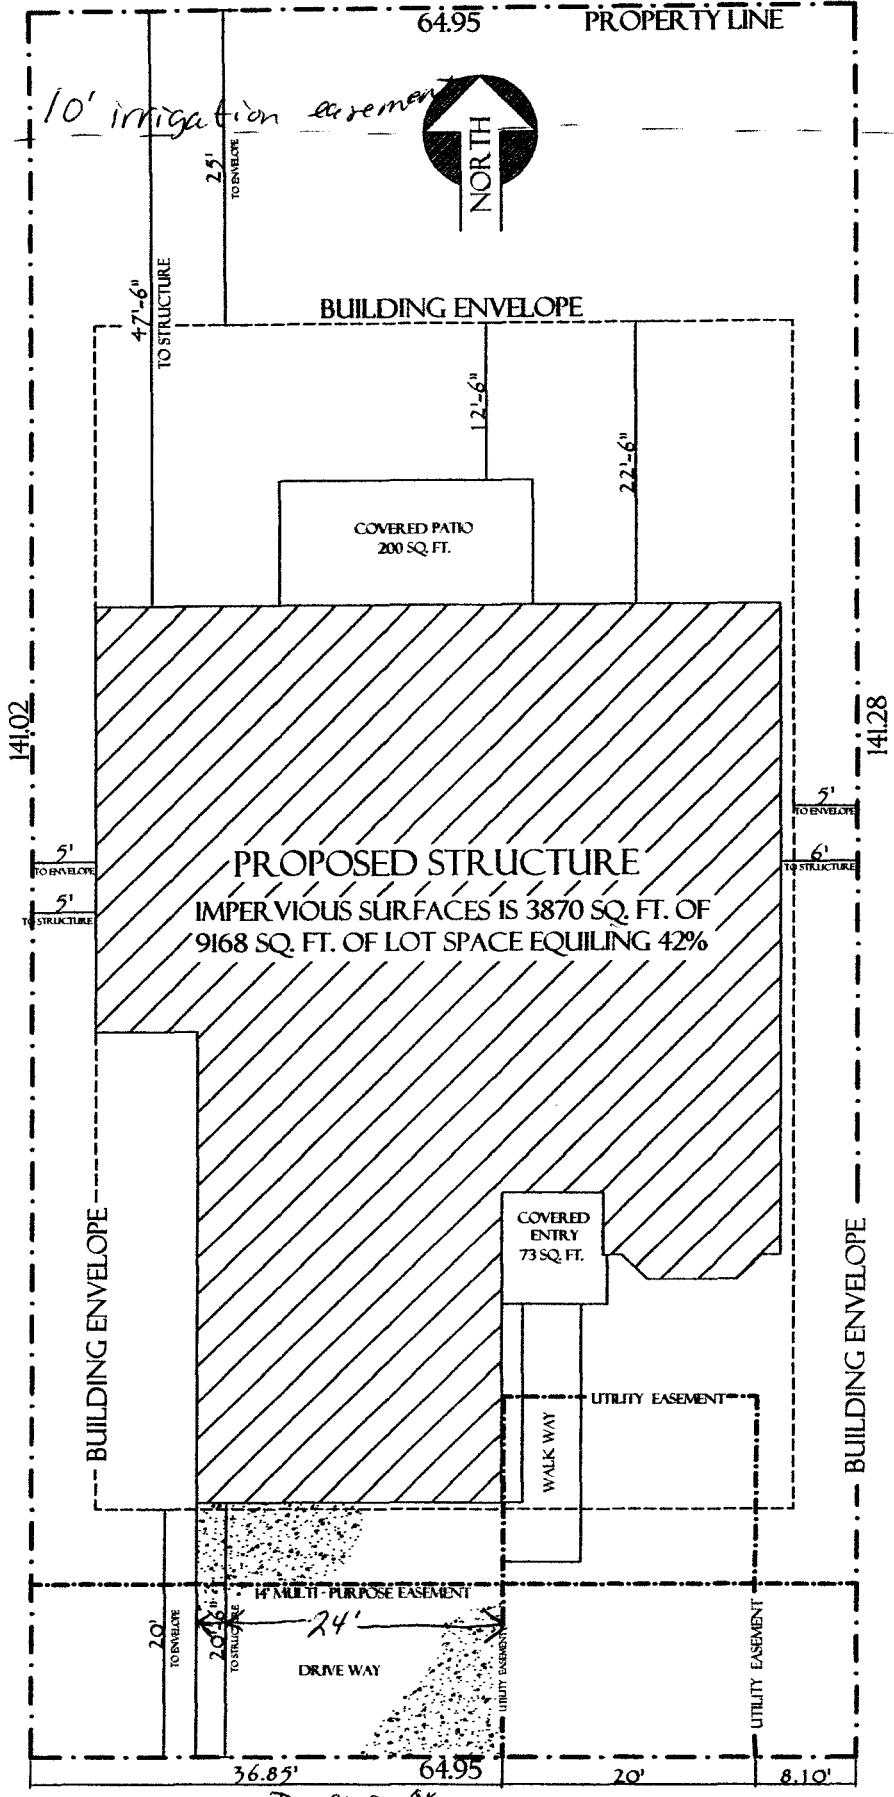 64.95
PROPERTY LINE
10' irrigation easement
NORTH
25'
TO ENVELOPE
47'-6"
TO STRUCTURE
BUILDING ENVELOPE
12'-6"
22'-6"
COVERED PATIO
200 SQ. FT.
141.02
141.28
5'
TO ENVELOPE
5'
TO ENVELOPE
6'
TO STRUCTURE
5'
TO STRUCTURE
PROPOSED STRUCTURE
IMPERVIOUS SURFACES IS 3870 SQ. FT. OF
9168 SQ. FT. OF LOT SPACE EQUILING 42%
COVERED
ENTRY
73 SQ. FT.
BUILDING ENVELOPE
BUILDING ENVELOPE
UTILITY EASEMENT
WALK WAY
14' MULTI-PURPOSE EASEMENT
20'
TO ENVELOPE
20'-6"
TO STRUCTURE
24'
DRIVE WAY
UTILITY EASEMENT
UTILITY EASEMENT
36.85'
64.95
20'
8.10'